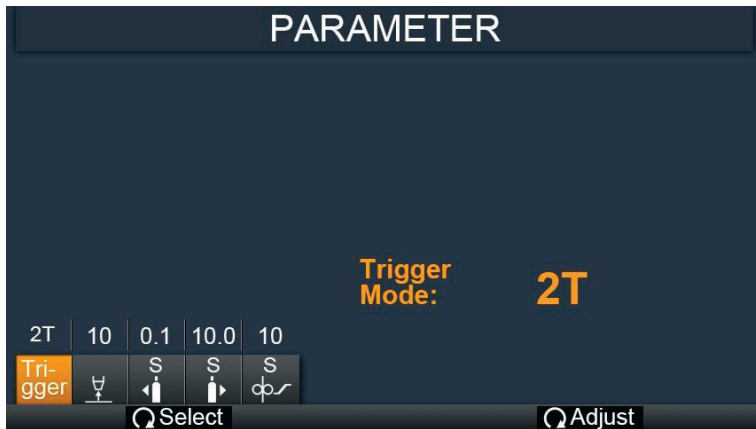 PARAMETER
Trigger
Mode: 2T
2T 10 0.1 10.0 10
Tri-
gger
S S S
Select Adjust